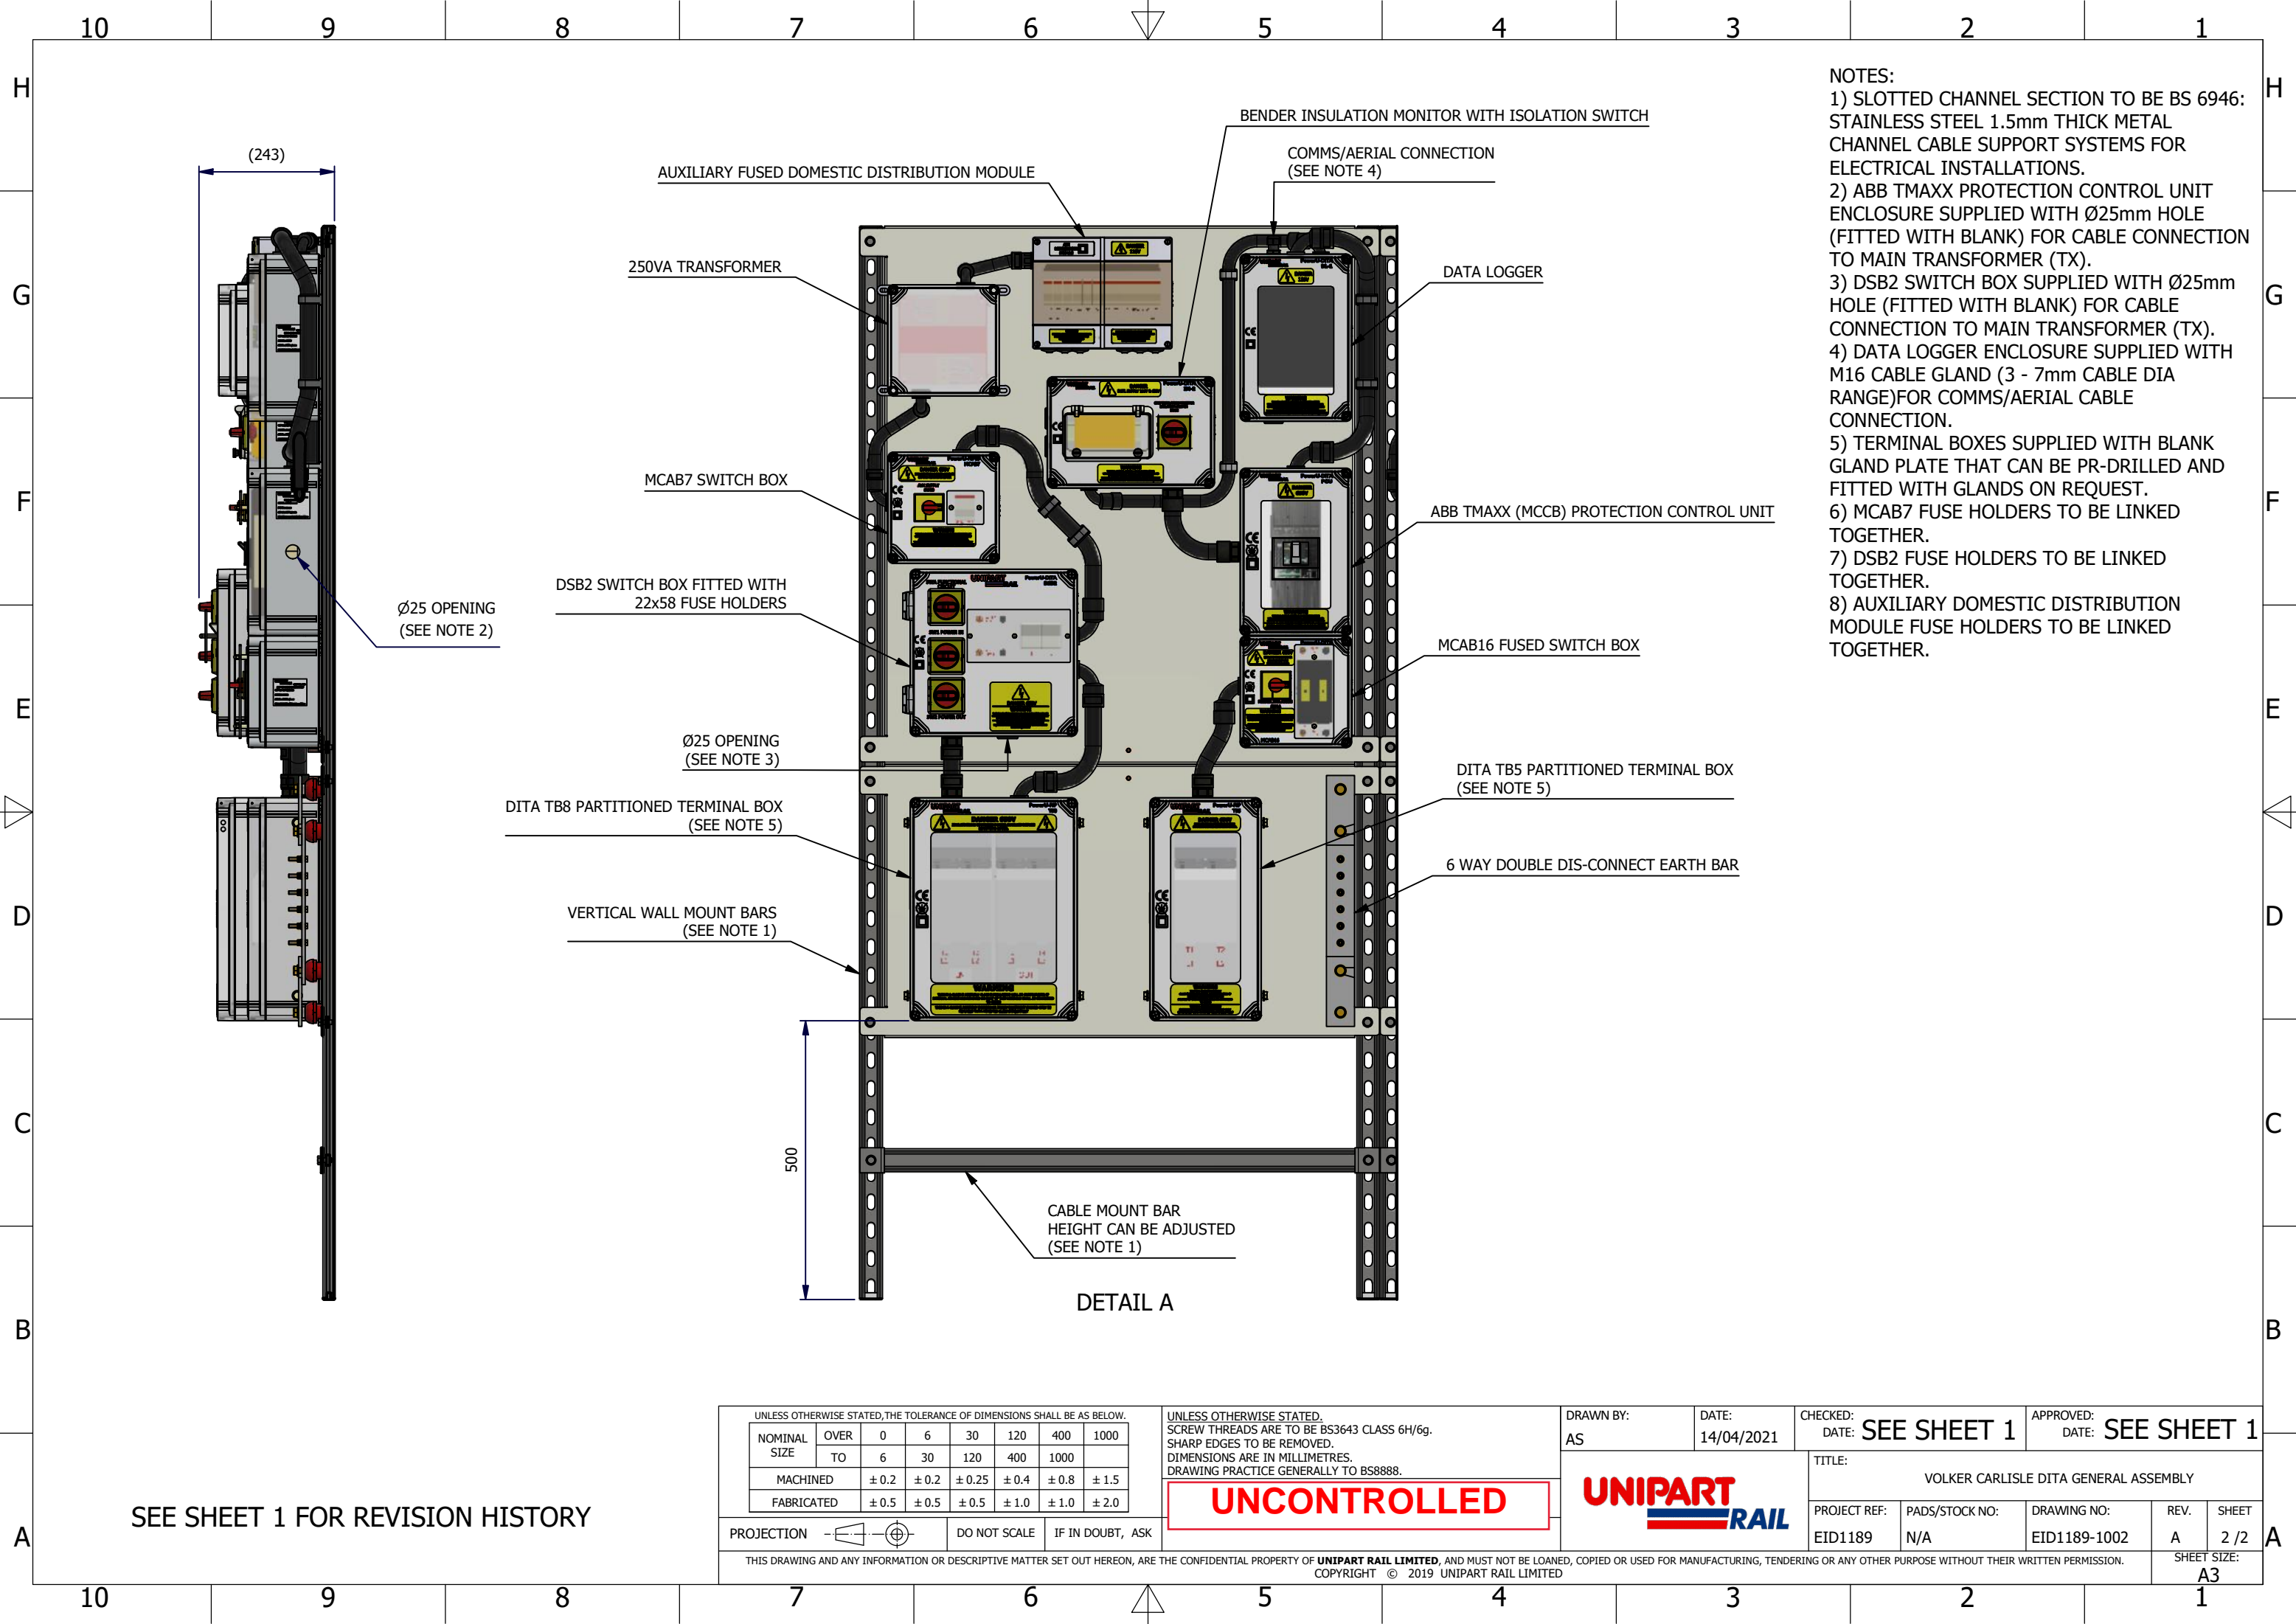 10 9 8 7 6 5 4 3 2 1
H
G
F
E
D
C
B
A
H
G
F
E
D
C
B
A
NOTES:
1) SLOTTED CHANNEL SECTION TO BE BS 6946:
STAINLESS STEEL 1.5mm THICK METAL
CHANNEL CABLE SUPPORT SYSTEMS FOR
ELECTRICAL INSTALLATIONS.
2) ABB TMAXX PROTECTION CONTROL UNIT
ENCLOSURE SUPPLIED WITH Ø25mm HOLE
(FITTED WITH BLANK) FOR CABLE CONNECTION
TO MAIN TRANSFORMER (TX).
3) DSB2 SWITCH BOX SUPPLIED WITH Ø25mm
HOLE (FITTED WITH BLANK) FOR CABLE
CONNECTION TO MAIN TRANSFORMER (TX).
4) DATA LOGGER ENCLOSURE SUPPLIED WITH
M16 CABLE GLAND (3 - 7mm CABLE DIA
RANGE)FOR COMMS/AERIAL CABLE
CONNECTION.
5) TERMINAL BOXES SUPPLIED WITH BLANK
GLAND PLATE THAT CAN BE PR-DRILLED AND
FITTED WITH GLANDS ON REQUEST.
6) MCAB7 FUSE HOLDERS TO BE LINKED
TOGETHER.
7) DSB2 FUSE HOLDERS TO BE LINKED
TOGETHER.
8) AUXILIARY DOMESTIC DISTRIBUTION
MODULE FUSE HOLDERS TO BE LINKED
TOGETHER.
(243)
Ø25 OPENING
(SEE NOTE 2)
BENDER INSULATION MONITOR WITH ISOLATION SWITCH
COMMS/AERIAL CONNECTION
(SEE NOTE 4)
AUXILIARY FUSED DOMESTIC DISTRIBUTION MODULE
250VA TRANSFORMER
DATA LOGGER
MCAB7 SWITCH BOX
ABB TMAXX (MCCB) PROTECTION CONTROL UNIT
DSB2 SWITCH BOX FITTED WITH
22x58 FUSE HOLDERS
MCAB16 FUSED SWITCH BOX
Ø25 OPENING
(SEE NOTE 3)
DITA TB5 PARTITIONED TERMINAL BOX
(SEE NOTE 5)
DITA TB8 PARTITIONED TERMINAL BOX
(SEE NOTE 5)
6 WAY DOUBLE DIS-CONNECT EARTH BAR
VERTICAL WALL MOUNT BARS
(SEE NOTE 1)
UNIPART
RAIL
UNIPART
DANGER 650V
WARNING
UNIPART
500
CABLE MOUNT BAR
HEIGHT CAN BE ADJUSTED
(SEE NOTE 1)
DETAIL A
SEE SHEET 1 FOR REVISION HISTORY
UNLESS OTHERWISE STATED,THE TOLERANCE OF DIMENSIONS SHALL BE AS BELOW.
NOMINAL SIZE OVER 0 6 30 120 400 1000
TO 6 30 120 400 1000
MACHINED ± 0.2 ± 0.2 ± 0.25 ± 0.4 ± 0.8 ± 1.5
FABRICATED ± 0.5 ± 0.5 ± 0.5 ± 1.0 ± 1.0 ± 2.0
PROJECTION DO NOT SCALE IF IN DOUBT, ASK
UNLESS OTHERWISE STATED.
SCREW THREADS ARE TO BE BS3643 CLASS 6H/6g.
SHARP EDGES TO BE REMOVED.
DIMENSIONS ARE IN MILLIMETRES.
DRAWING PRACTICE GENERALLY TO BS8888.
UNCONTROLLED
DRAWN BY:
AS
DATE:
14/04/2021
CHECKED:
DATE: SEE SHEET 1
APPROVED:
DATE: SEE SHEET 1
UNIPART
RAIL
TITLE:
VOLKER CARLISLE DITA GENERAL ASSEMBLY
PROJECT REF:
EID1189
PADS/STOCK NO:
N/A
DRAWING NO:
EID1189-1002
REV.
A
SHEET
2 /2
THIS DRAWING AND ANY INFORMATION OR DESCRIPTIVE MATTER SET OUT HEREON, ARE THE CONFIDENTIAL PROPERTY OF UNIPART RAIL LIMITED, AND MUST NOT BE LOANED, COPIED OR USED FOR MANUFACTURING, TENDERING OR ANY OTHER PURPOSE WITHOUT THEIR WRITTEN PERMISSION.
COPYRIGHT © 2019 UNIPART RAIL LIMITED
SHEET SIZE:
A3
10 9 8 7 6 5 4 3 2 1